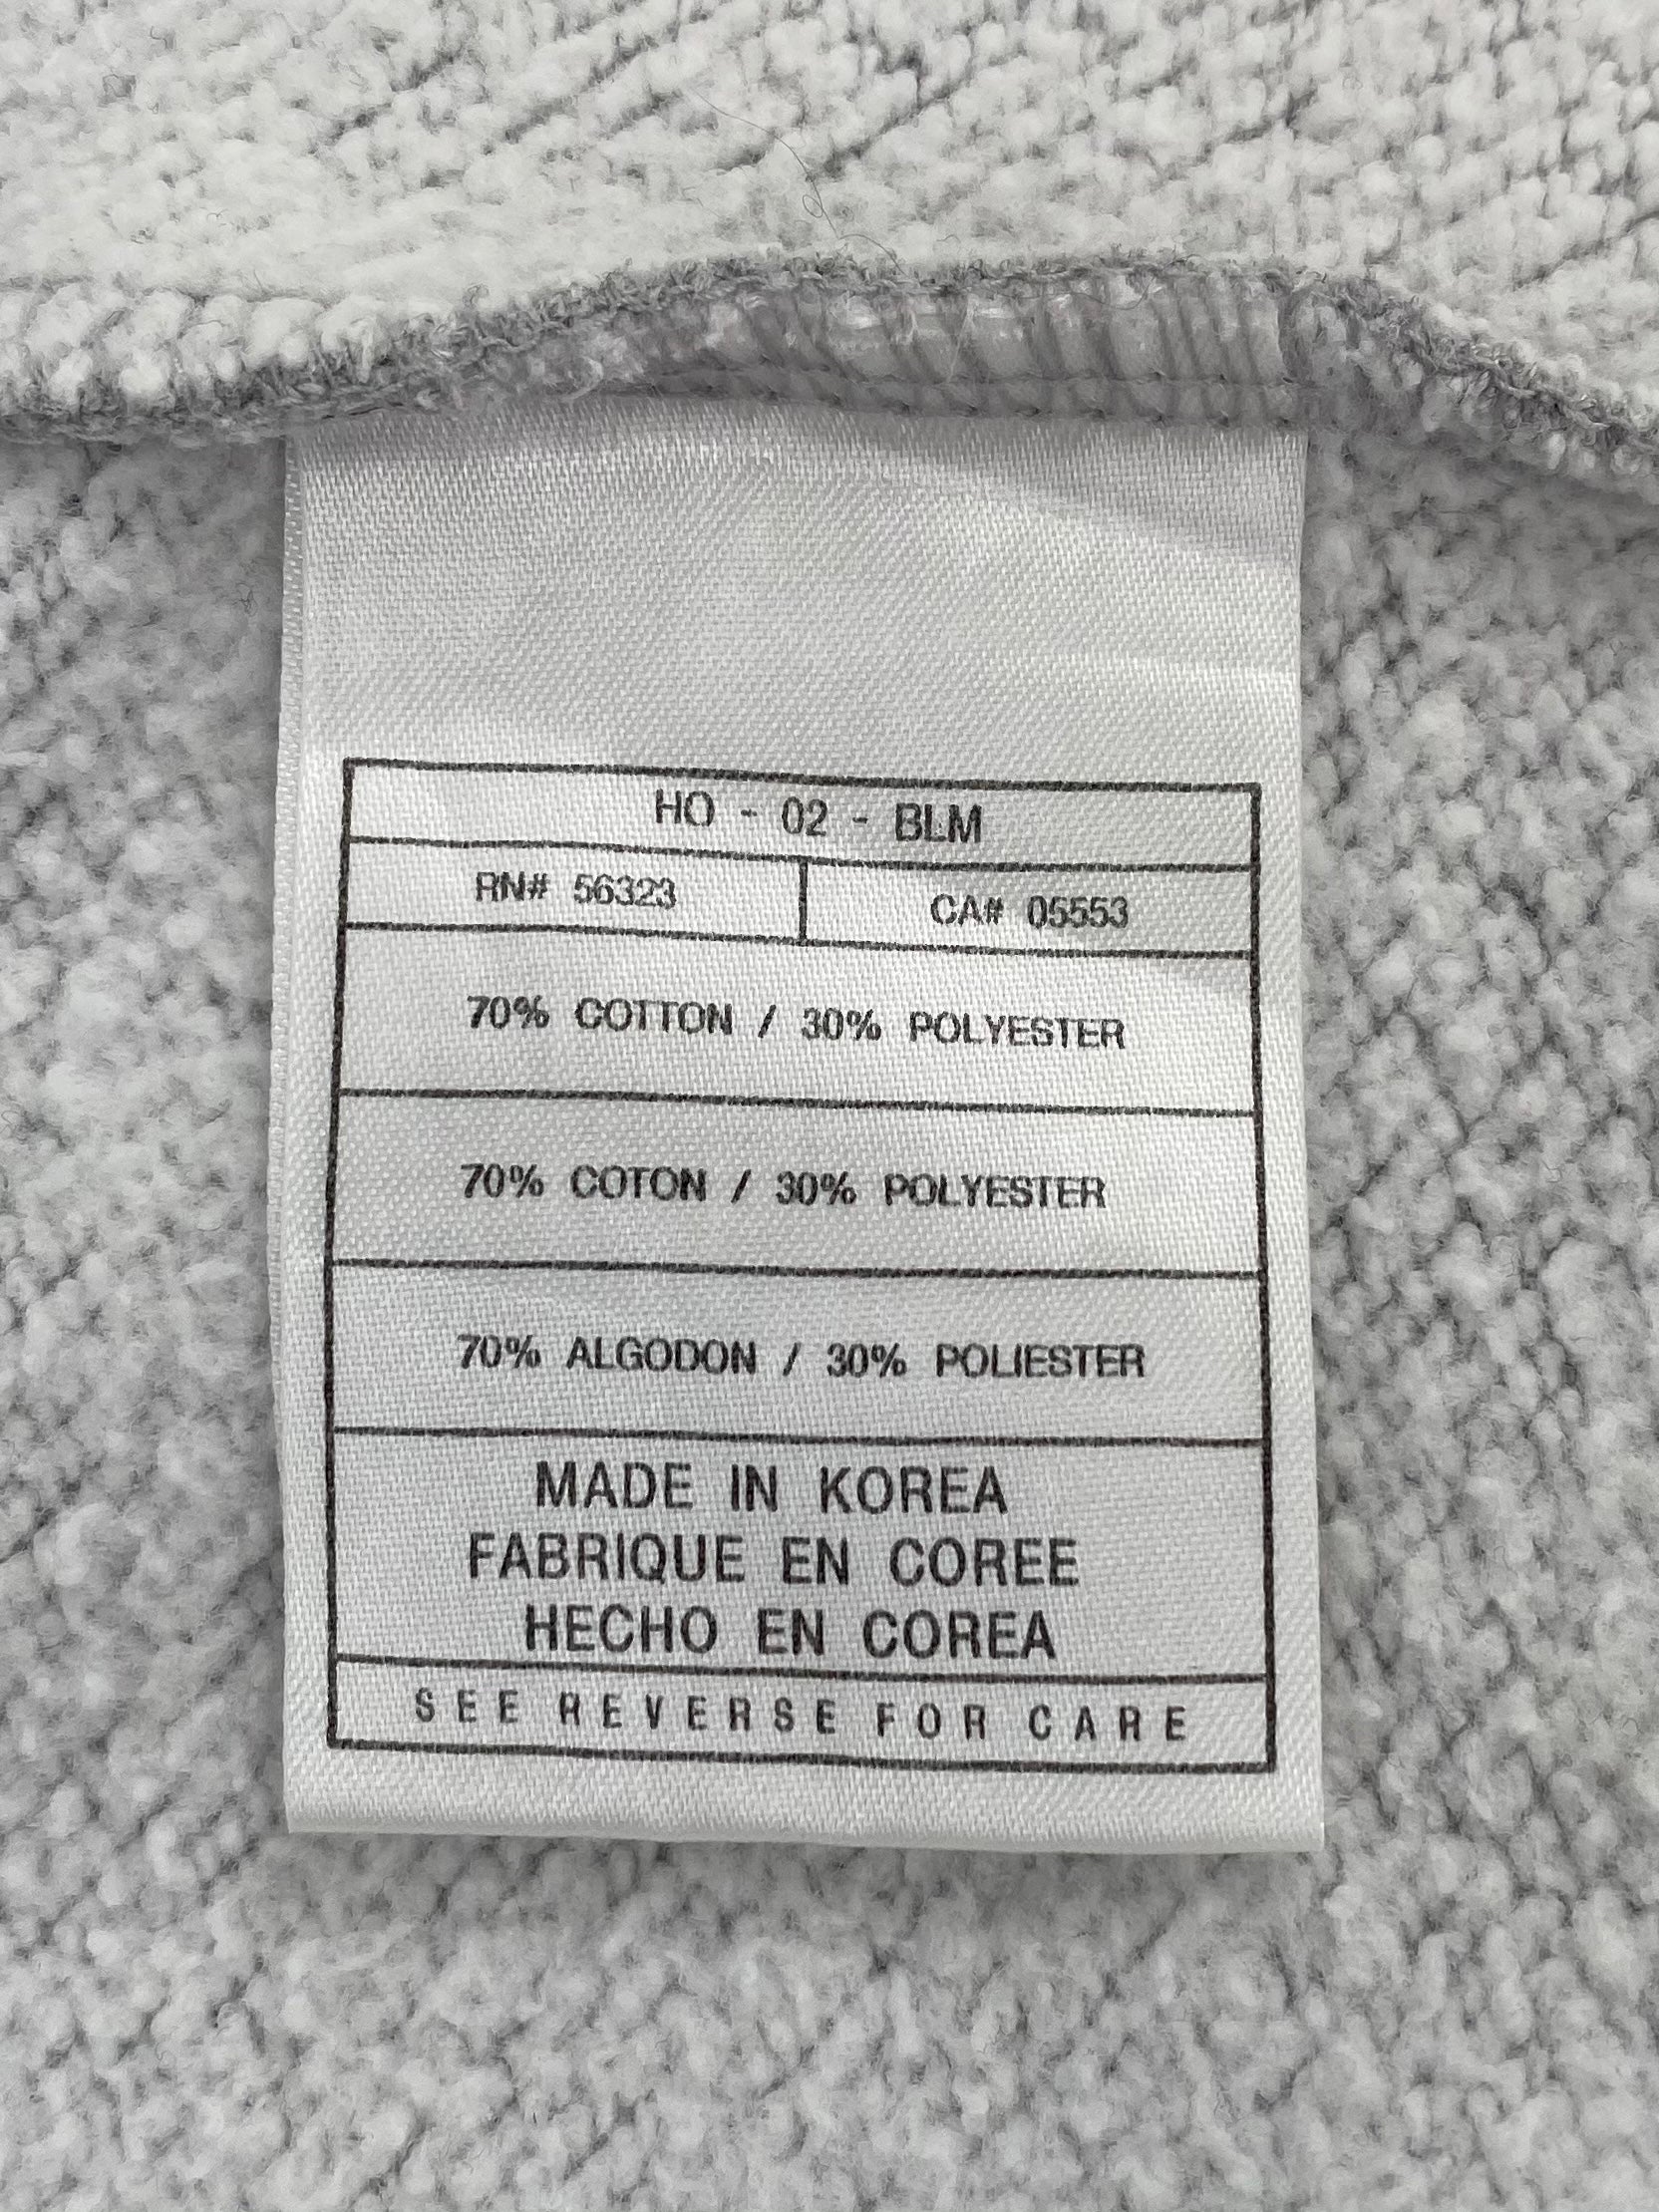 HO - 02 - BLM
RN# 56323 CA# 05553
70% COTTON / 30% POLYESTER
70% COTON / 30% POLYESTER
70% ALGODON / 30% POLIESTER
MADE IN KOREA
FABRIQUE EN COREE
HECHO EN COREA
SEE REVERSE FOR CARE